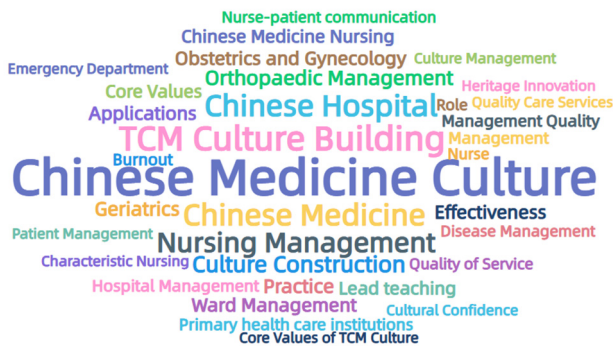 Nurse-patient communication
Chinese Medicine Nursing
Obstetrics and Gynecology Culture Management
Emergency Department Orthopaedic Management
Core Values Heritage Innovation
Applications Chinese Hospital Role Quality Care Services
Management Quality
TCM Culture Building Management
Burnout Nurse
Chinese Medicine Culture
Geriatrics Chinese Medicine Effectiveness
Patient Management Nursing Management Disease Management
Characteristic Nursing Culture Construction Quality of Service
Hospital Management Practice Lead teaching
Ward Management Cultural Confidence
Primary health care institutions
Core Values of TCM Culture